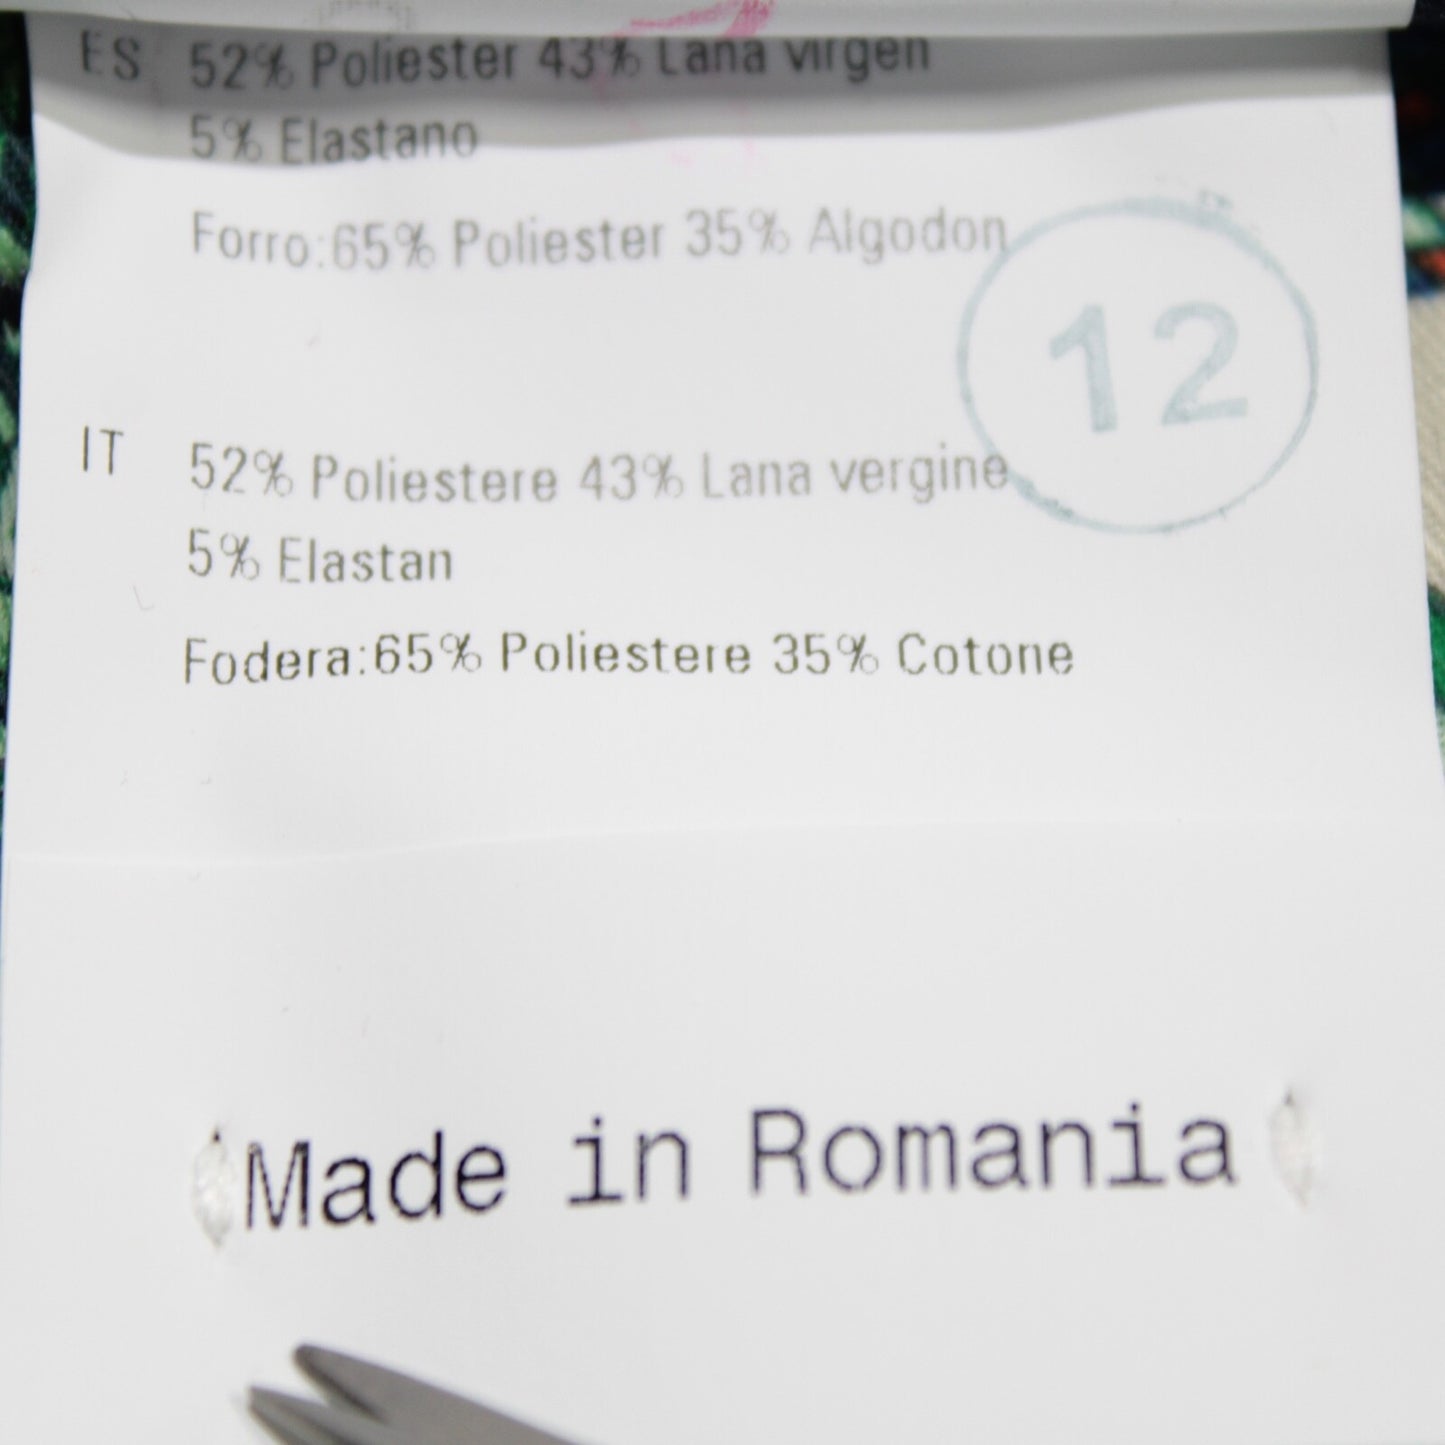 ES 52% Poliester 43% Lana virgen
5% Elastano
Forro:65% Poliester 35% Algodon
12
IT 52% Poliestere 43% Lana vergine
5% Elastan
Fodera:65% Poliestere 35% Cotone
Made in Romania